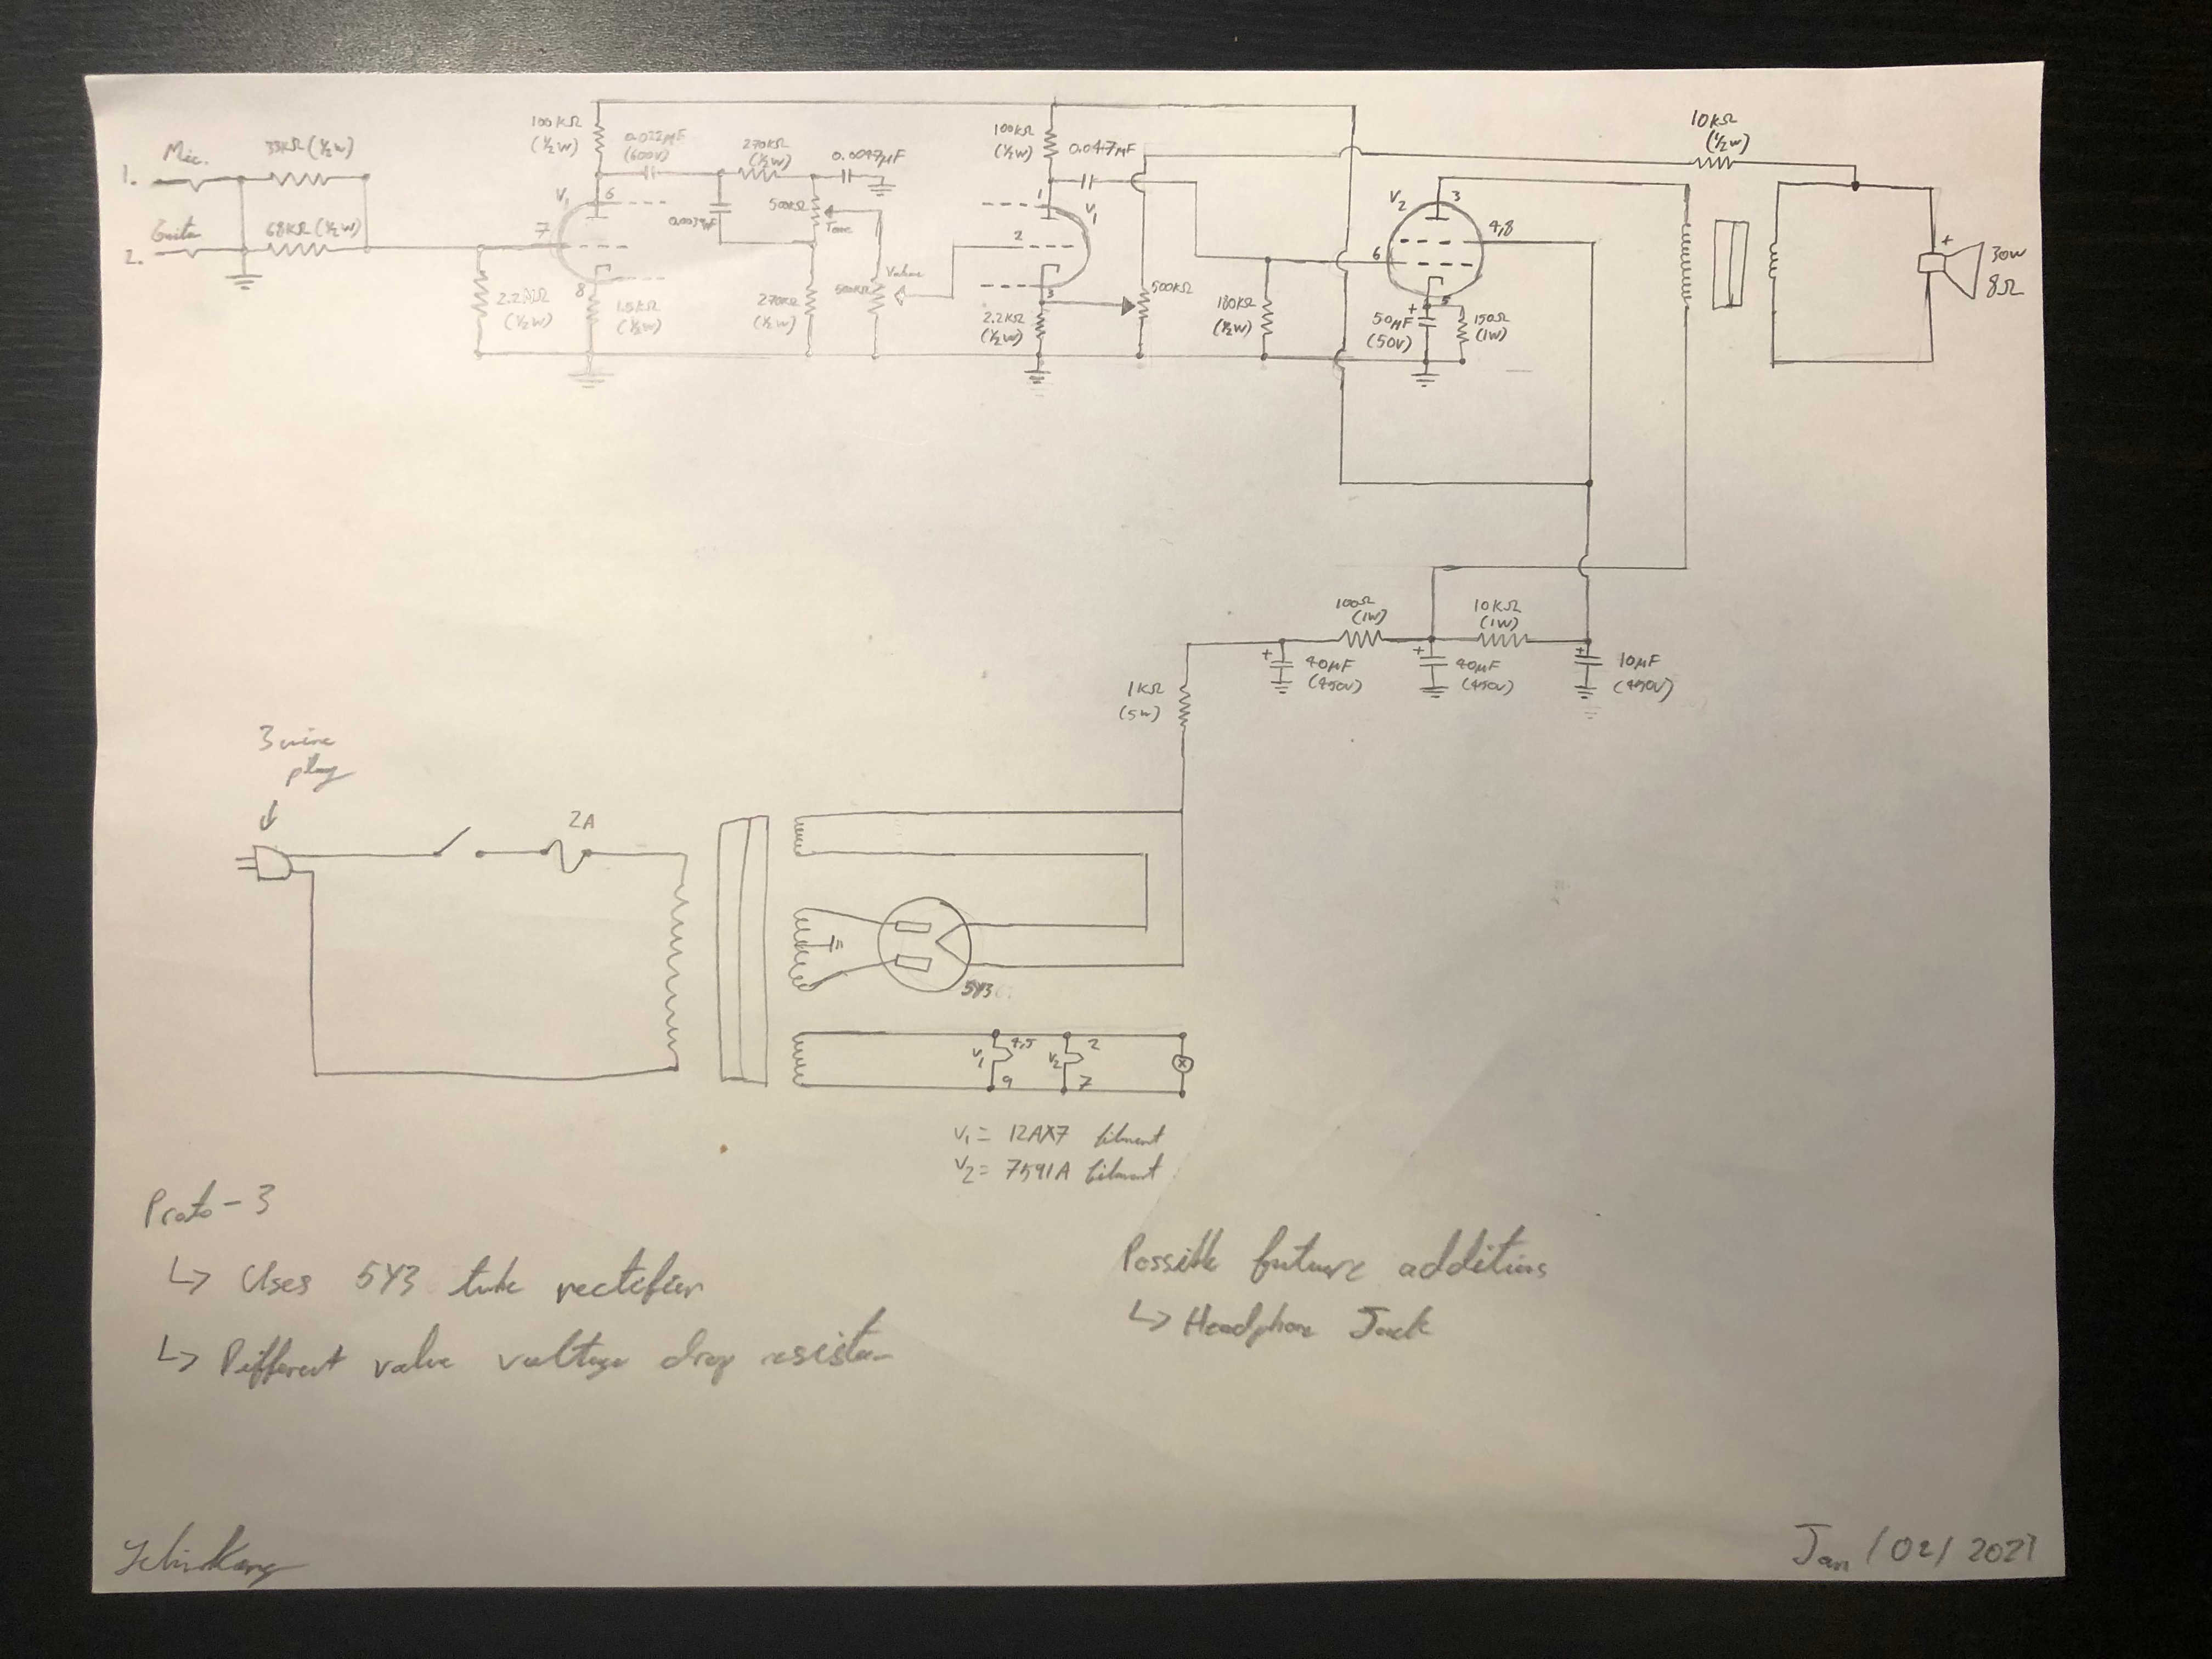 Mic.
33KΩ (½W)
1.
Guitar
68KΩ (½W)
2.
100KΩ
(½W)
0.022µF
(600V)
270KΩ
(½W)
0.0047µF
V1
6
7
8
500KΩ
Tone
2.2MΩ
(½W)
1.5KΩ
(½W)
270KΩ
(½W)
500KΩ
100KΩ
(½W)
0.047µF
1
V1
2
3
2.2KΩ
(½W)
500KΩ
180KΩ
(½W)
V2
3
4,8
6
5
+
50µF
(50V)
150Ω
(1W)
10KΩ
(½W)
+
30W
8Ω
1KΩ
(5W)
100Ω
(1W)
10KΩ
(1W)
+
40µF
(450V)
+
40µF
(450V)
+
10µF
(450V)
3 wire
plug
2A
5Y3
V1
4,5
9
V2
2
7
V1 = 12AX7 filament
V2 = 7591A filament
Proto-3
↳ Uses 5Y3 tube rectifier
↳ Different value voltage drop resistor
Possible future additions
↳ Headphone Jack
Jan/02/2021